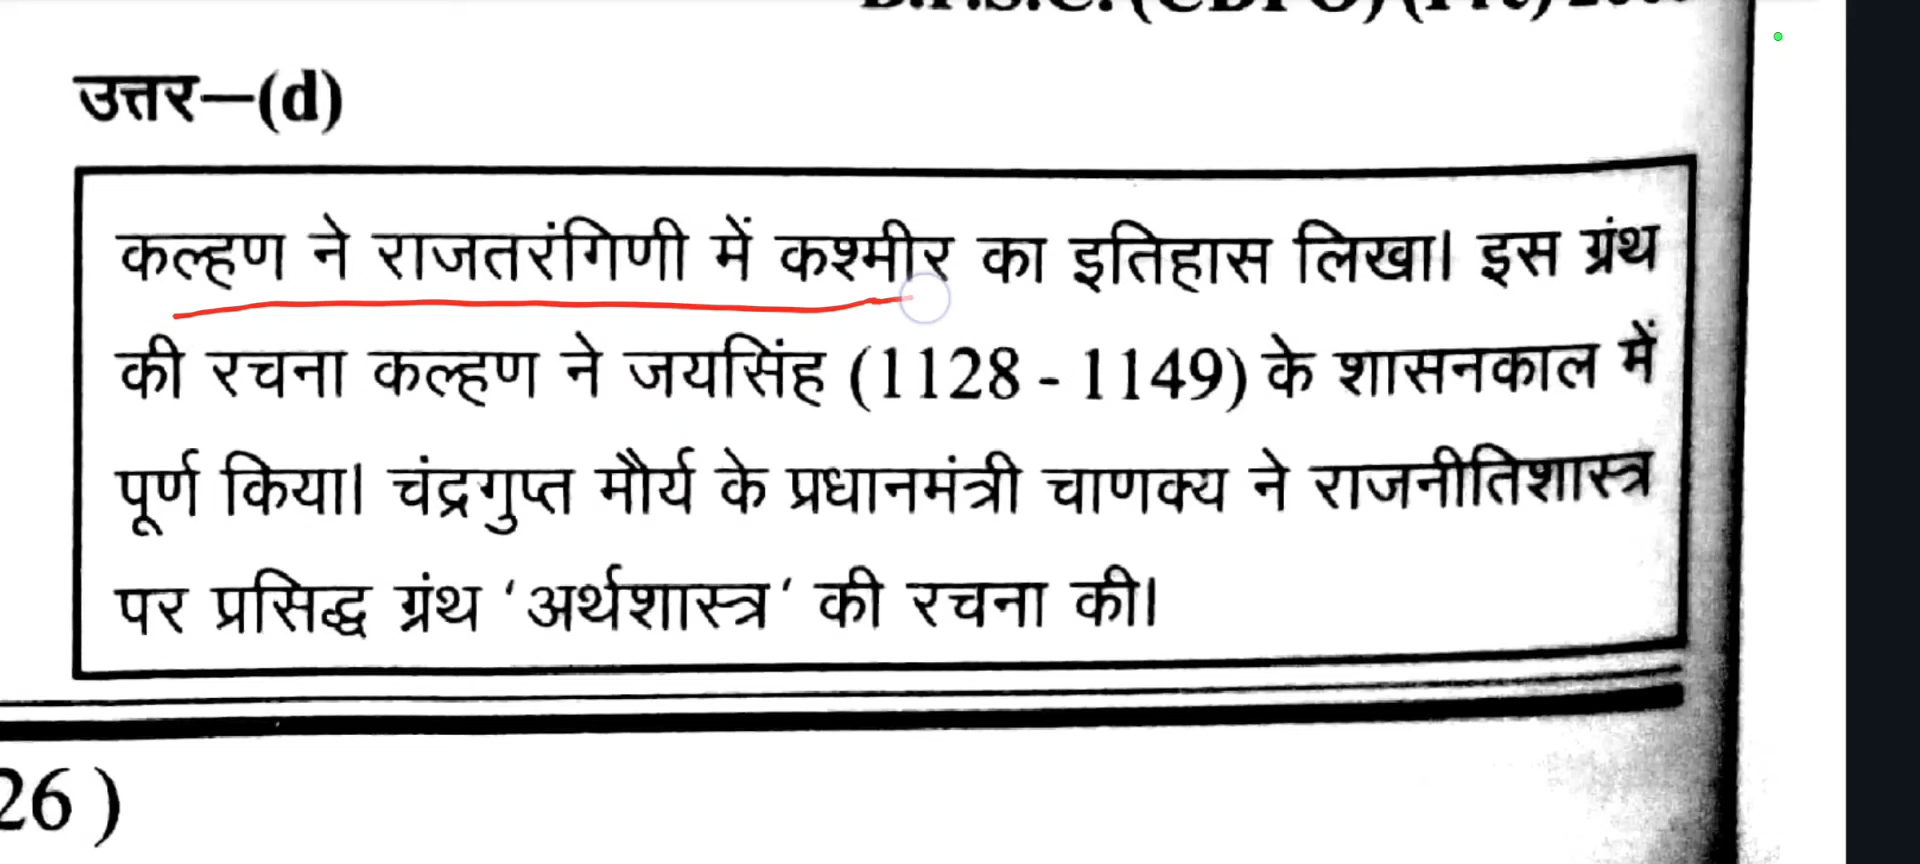 उत्तर—(d)
कल्हण ने राजतरंगिणी में कश्मीर का इतिहास लिखा। इस ग्रंथ
की रचना कल्हण ने जयसिंह (1128 - 1149) के शासनकाल में
पूर्ण किया। चंद्रगुप्त मौर्य के प्रधानमंत्री चाणक्य ने राजनीतिशास्त्र
पर प्रसिद्ध ग्रंथ ‘अर्थशास्त्र’ की रचना की।
26 )